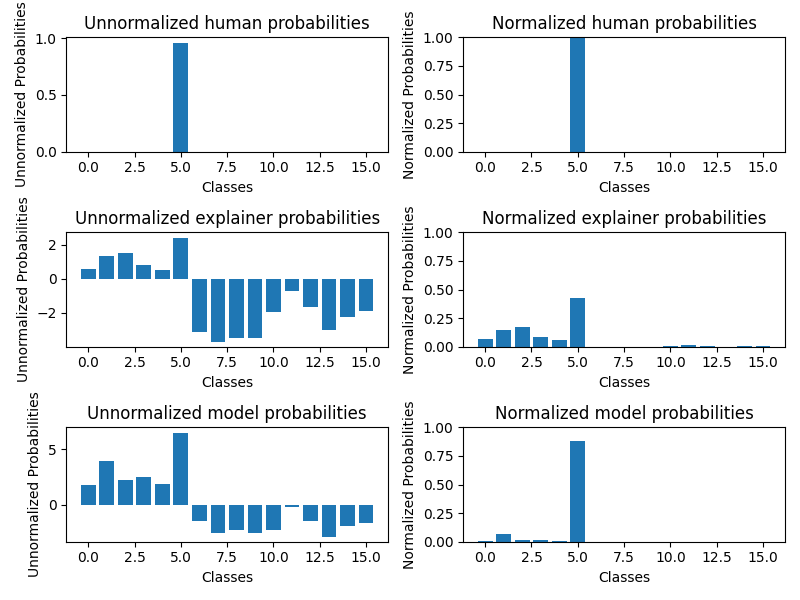 Unnormalized human probabilities
Unnormalized Probabilities
1.0
0.5
0.0
0.0 2.5 5.0 7.5 10.0 12.5 15.0
Classes
Normalized human probabilities
Normalized Probabilities
1.00
0.75
0.50
0.25
0.00
0.0 2.5 5.0 7.5 10.0 12.5 15.0
Classes
Unnormalized explainer probabilities
Unnormalized Probabilities
2
0
−2
0.0 2.5 5.0 7.5 10.0 12.5 15.0
Classes
Normalized explainer probabilities
Normalized Probabilities
1.00
0.75
0.50
0.25
0.00
0.0 2.5 5.0 7.5 10.0 12.5 15.0
Classes
Unnormalized model probabilities
Unnormalized Probabilities
5
0
0.0 2.5 5.0 7.5 10.0 12.5 15.0
Classes
Normalized model probabilities
Normalized Probabilities
1.00
0.75
0.50
0.25
0.00
0.0 2.5 5.0 7.5 10.0 12.5 15.0
Classes